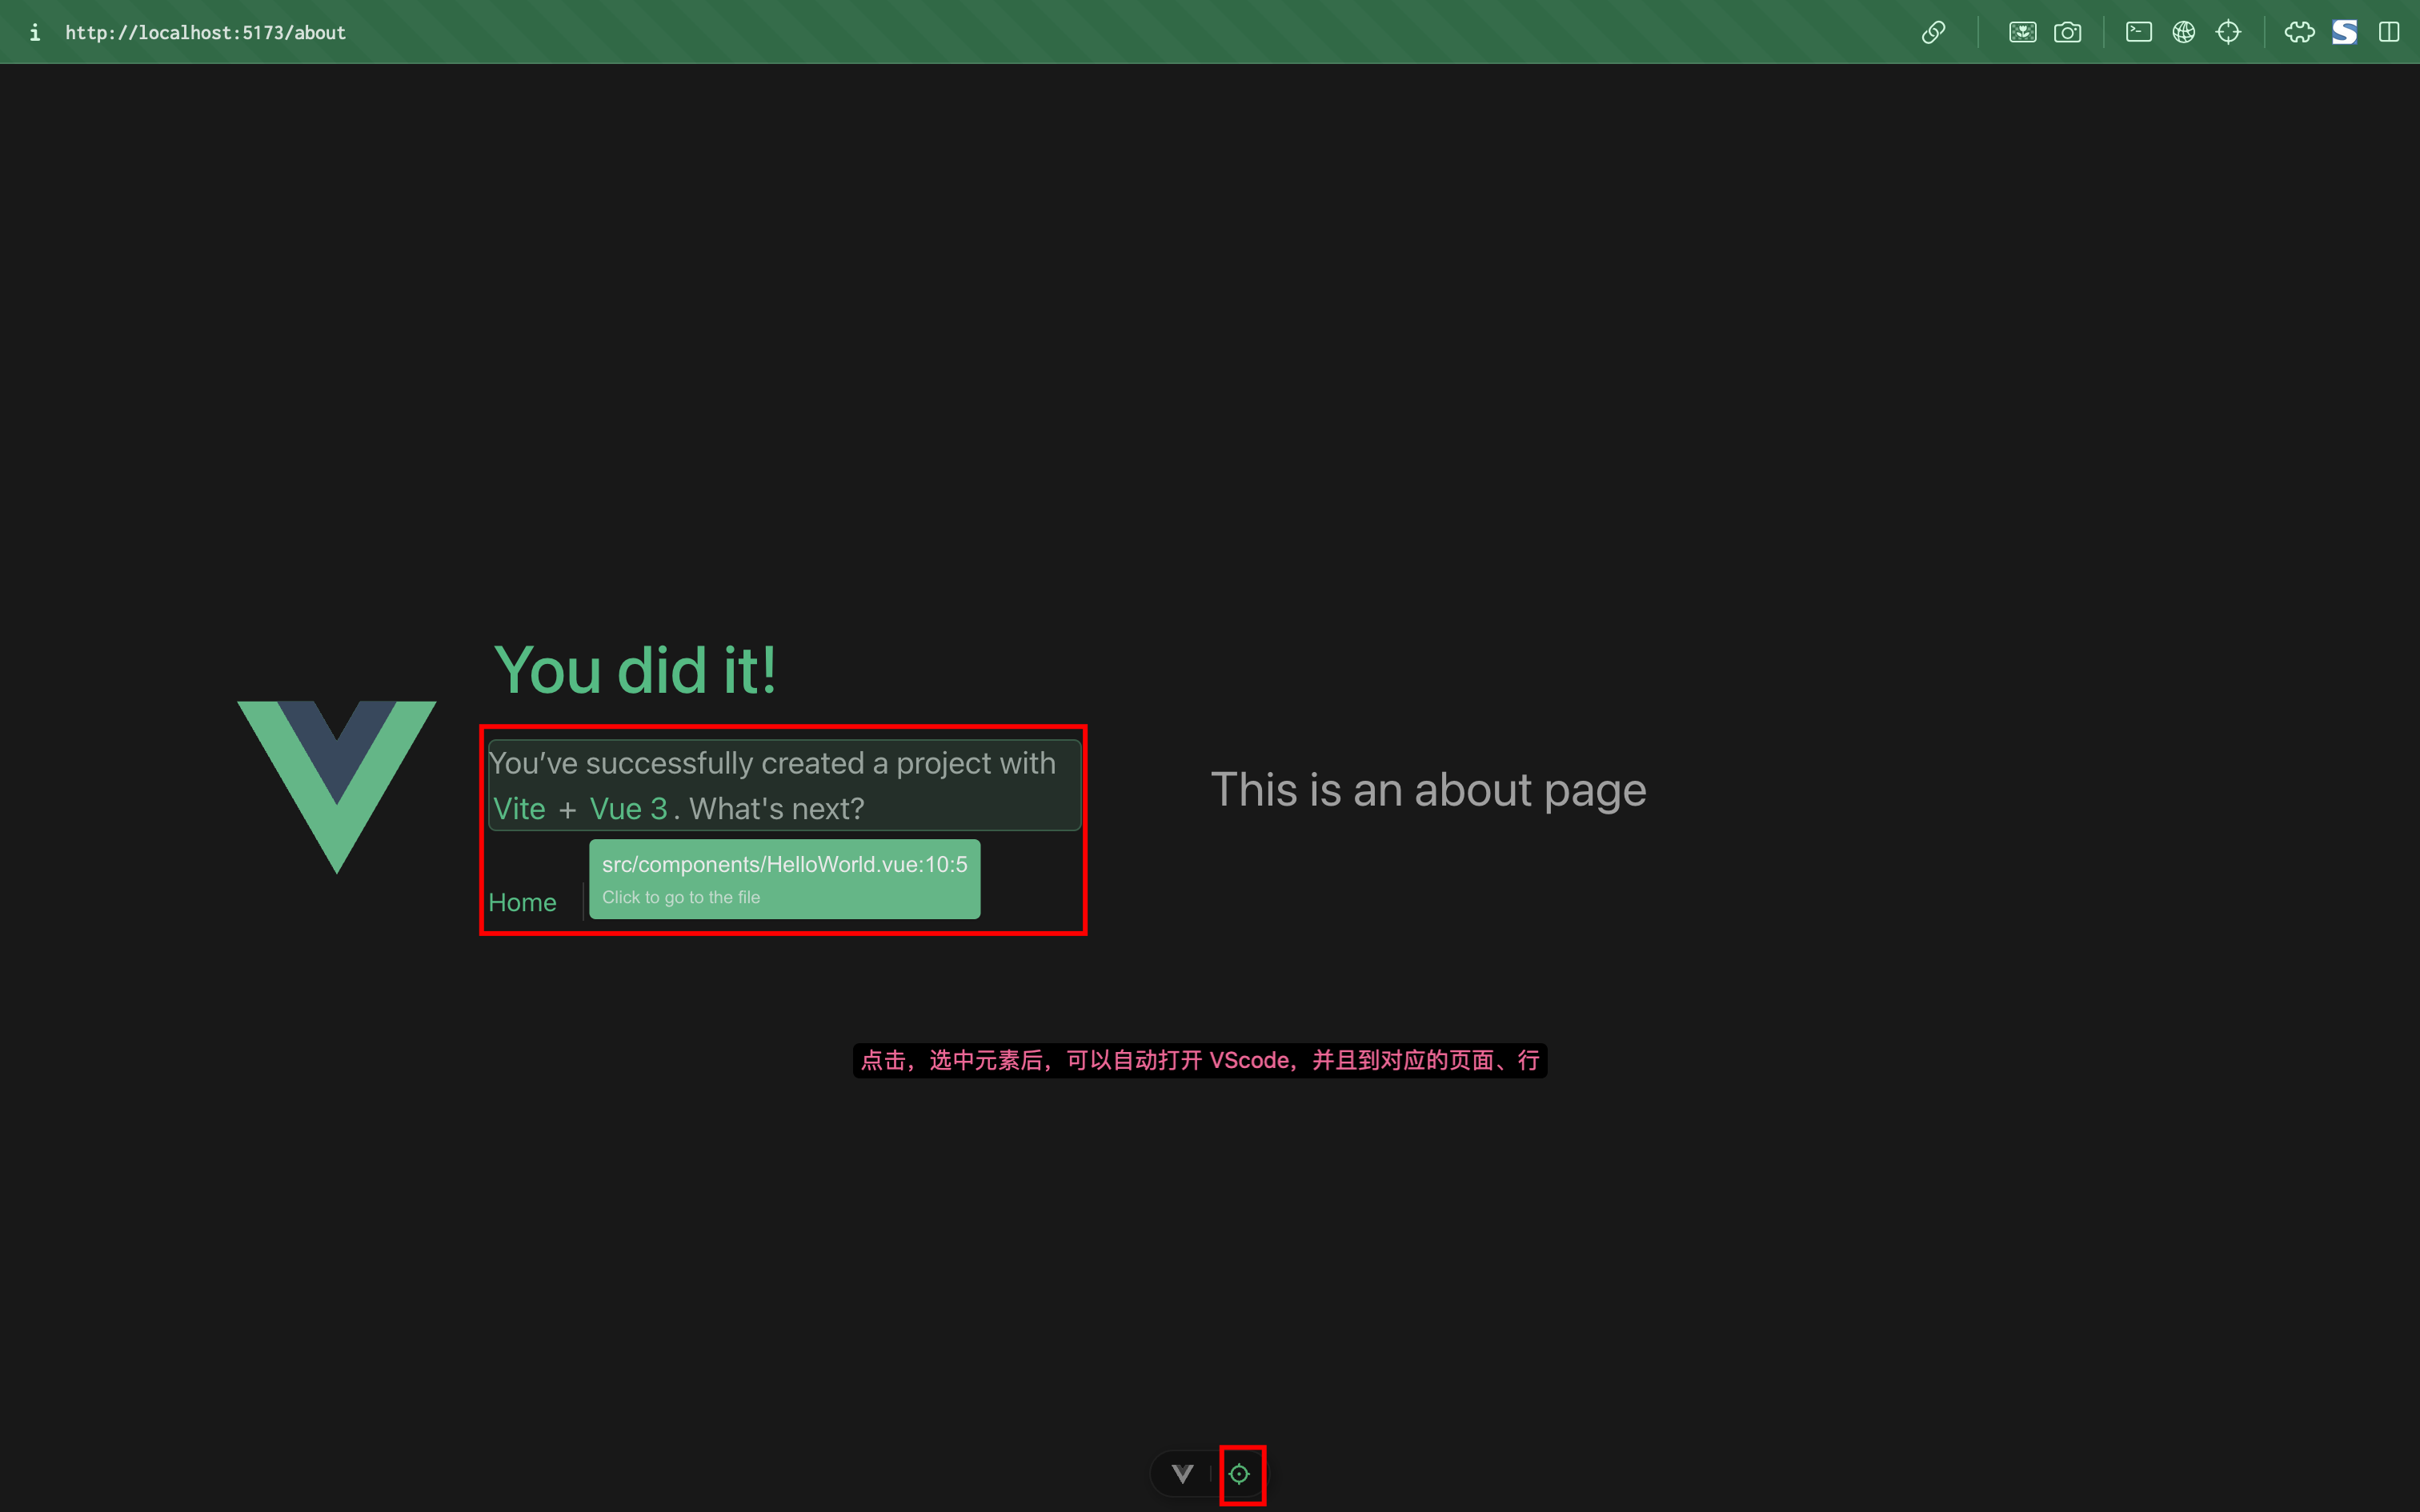 http://localhost:5173/about
You did it!
You’ve successfully created a project with
Vite + Vue 3. What's next?
src/components/HelloWorld.vue:10:5
Click to go to the file
Home
This is an about page
点击，选中元素后，可以自动打开 VScode，并且到对应的页面、行